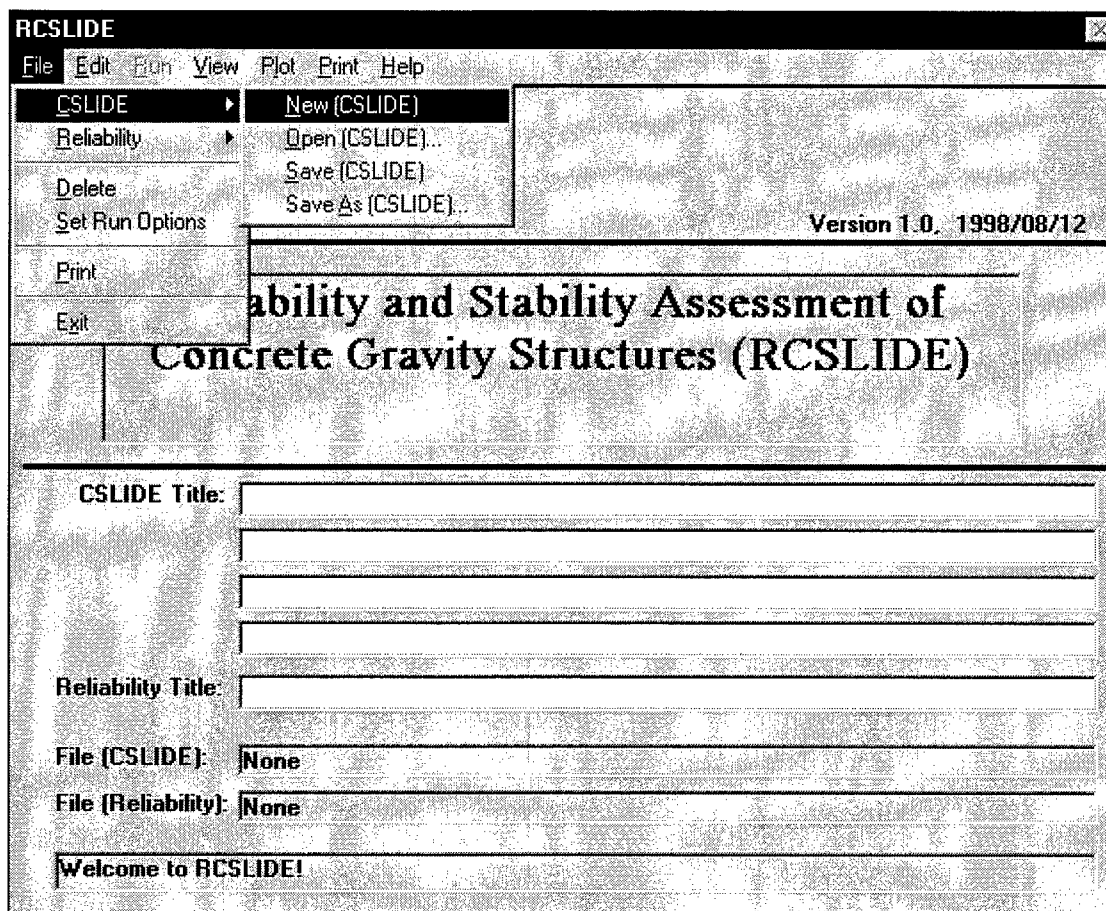 RCSLIDE
File Edit Run View Plot Print Help
CSLIDE
Reliability
Delete
Set Run Options
Print
Exit
New (CSLIDE)
Open (CSLIDE)...
Save (CSLIDE)
Save As (CSLIDE)...
Version 1.0, 1998/08/12
ability and Stability Assessment of
Concrete Gravity Structures (RCSLIDE)
CSLIDE Title:
Reliability Title:
File (CSLIDE): None
File (Reliability): None
Welcome to RCSLIDE!